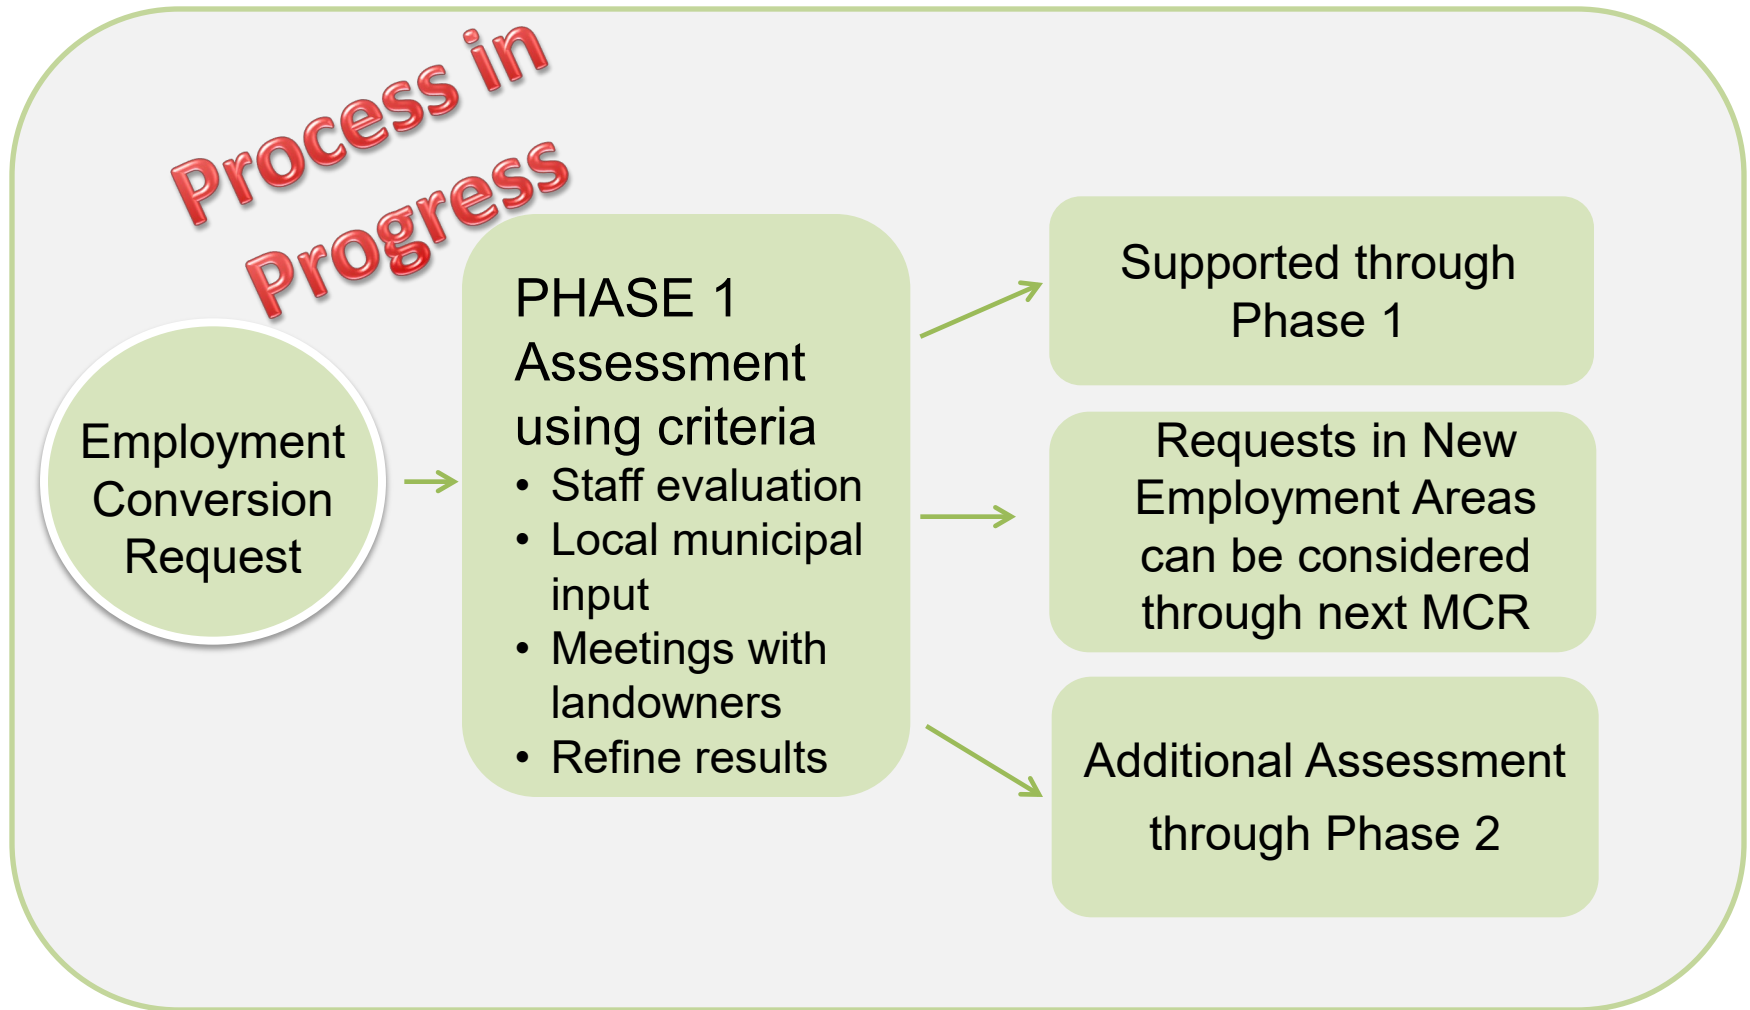 Process in
Progress
Employment
Conversion
Request
PHASE 1
Assessment
using criteria
• Staff evaluation
• Local municipal
input
• Meetings with
landowners
• Refine results
Supported through
Phase 1
Requests in New
Employment Areas
can be considered
through next MCR
Additional Assessment
through Phase 2